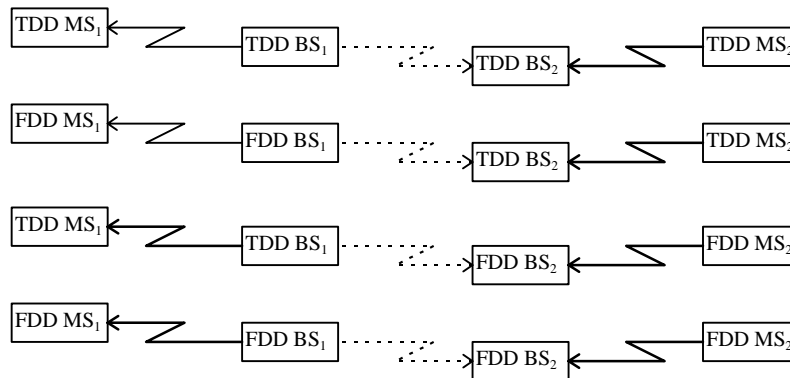 TDD MS₁ TDD BS₁ TDD BS₂ TDD MS₂
FDD MS₁ FDD BS₁ TDD BS₂ TDD MS₂
TDD MS₁ TDD BS₁ FDD BS₂ FDD MS₂
FDD MS₁ FDD BS₁ FDD BS₂ FDD MS₂